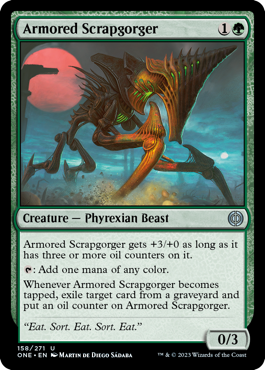 Armored Scrapgorger 1
Creature — Phyrexian Beast
Armored Scrapgorger gets +3/+0 as long as it
has three or more oil counters on it.
: Add one mana of any color.
Whenever Armored Scrapgorger becomes
tapped, exile target card from a graveyard and
put an oil counter on Armored Scrapgorger.
“Eat. Sort. Eat. Sort. Eat.”
0/3
158/271 U
ONE • EN MARTIN DE DIEGO SÁDABA
™ & © 2023 Wizards of the Coast